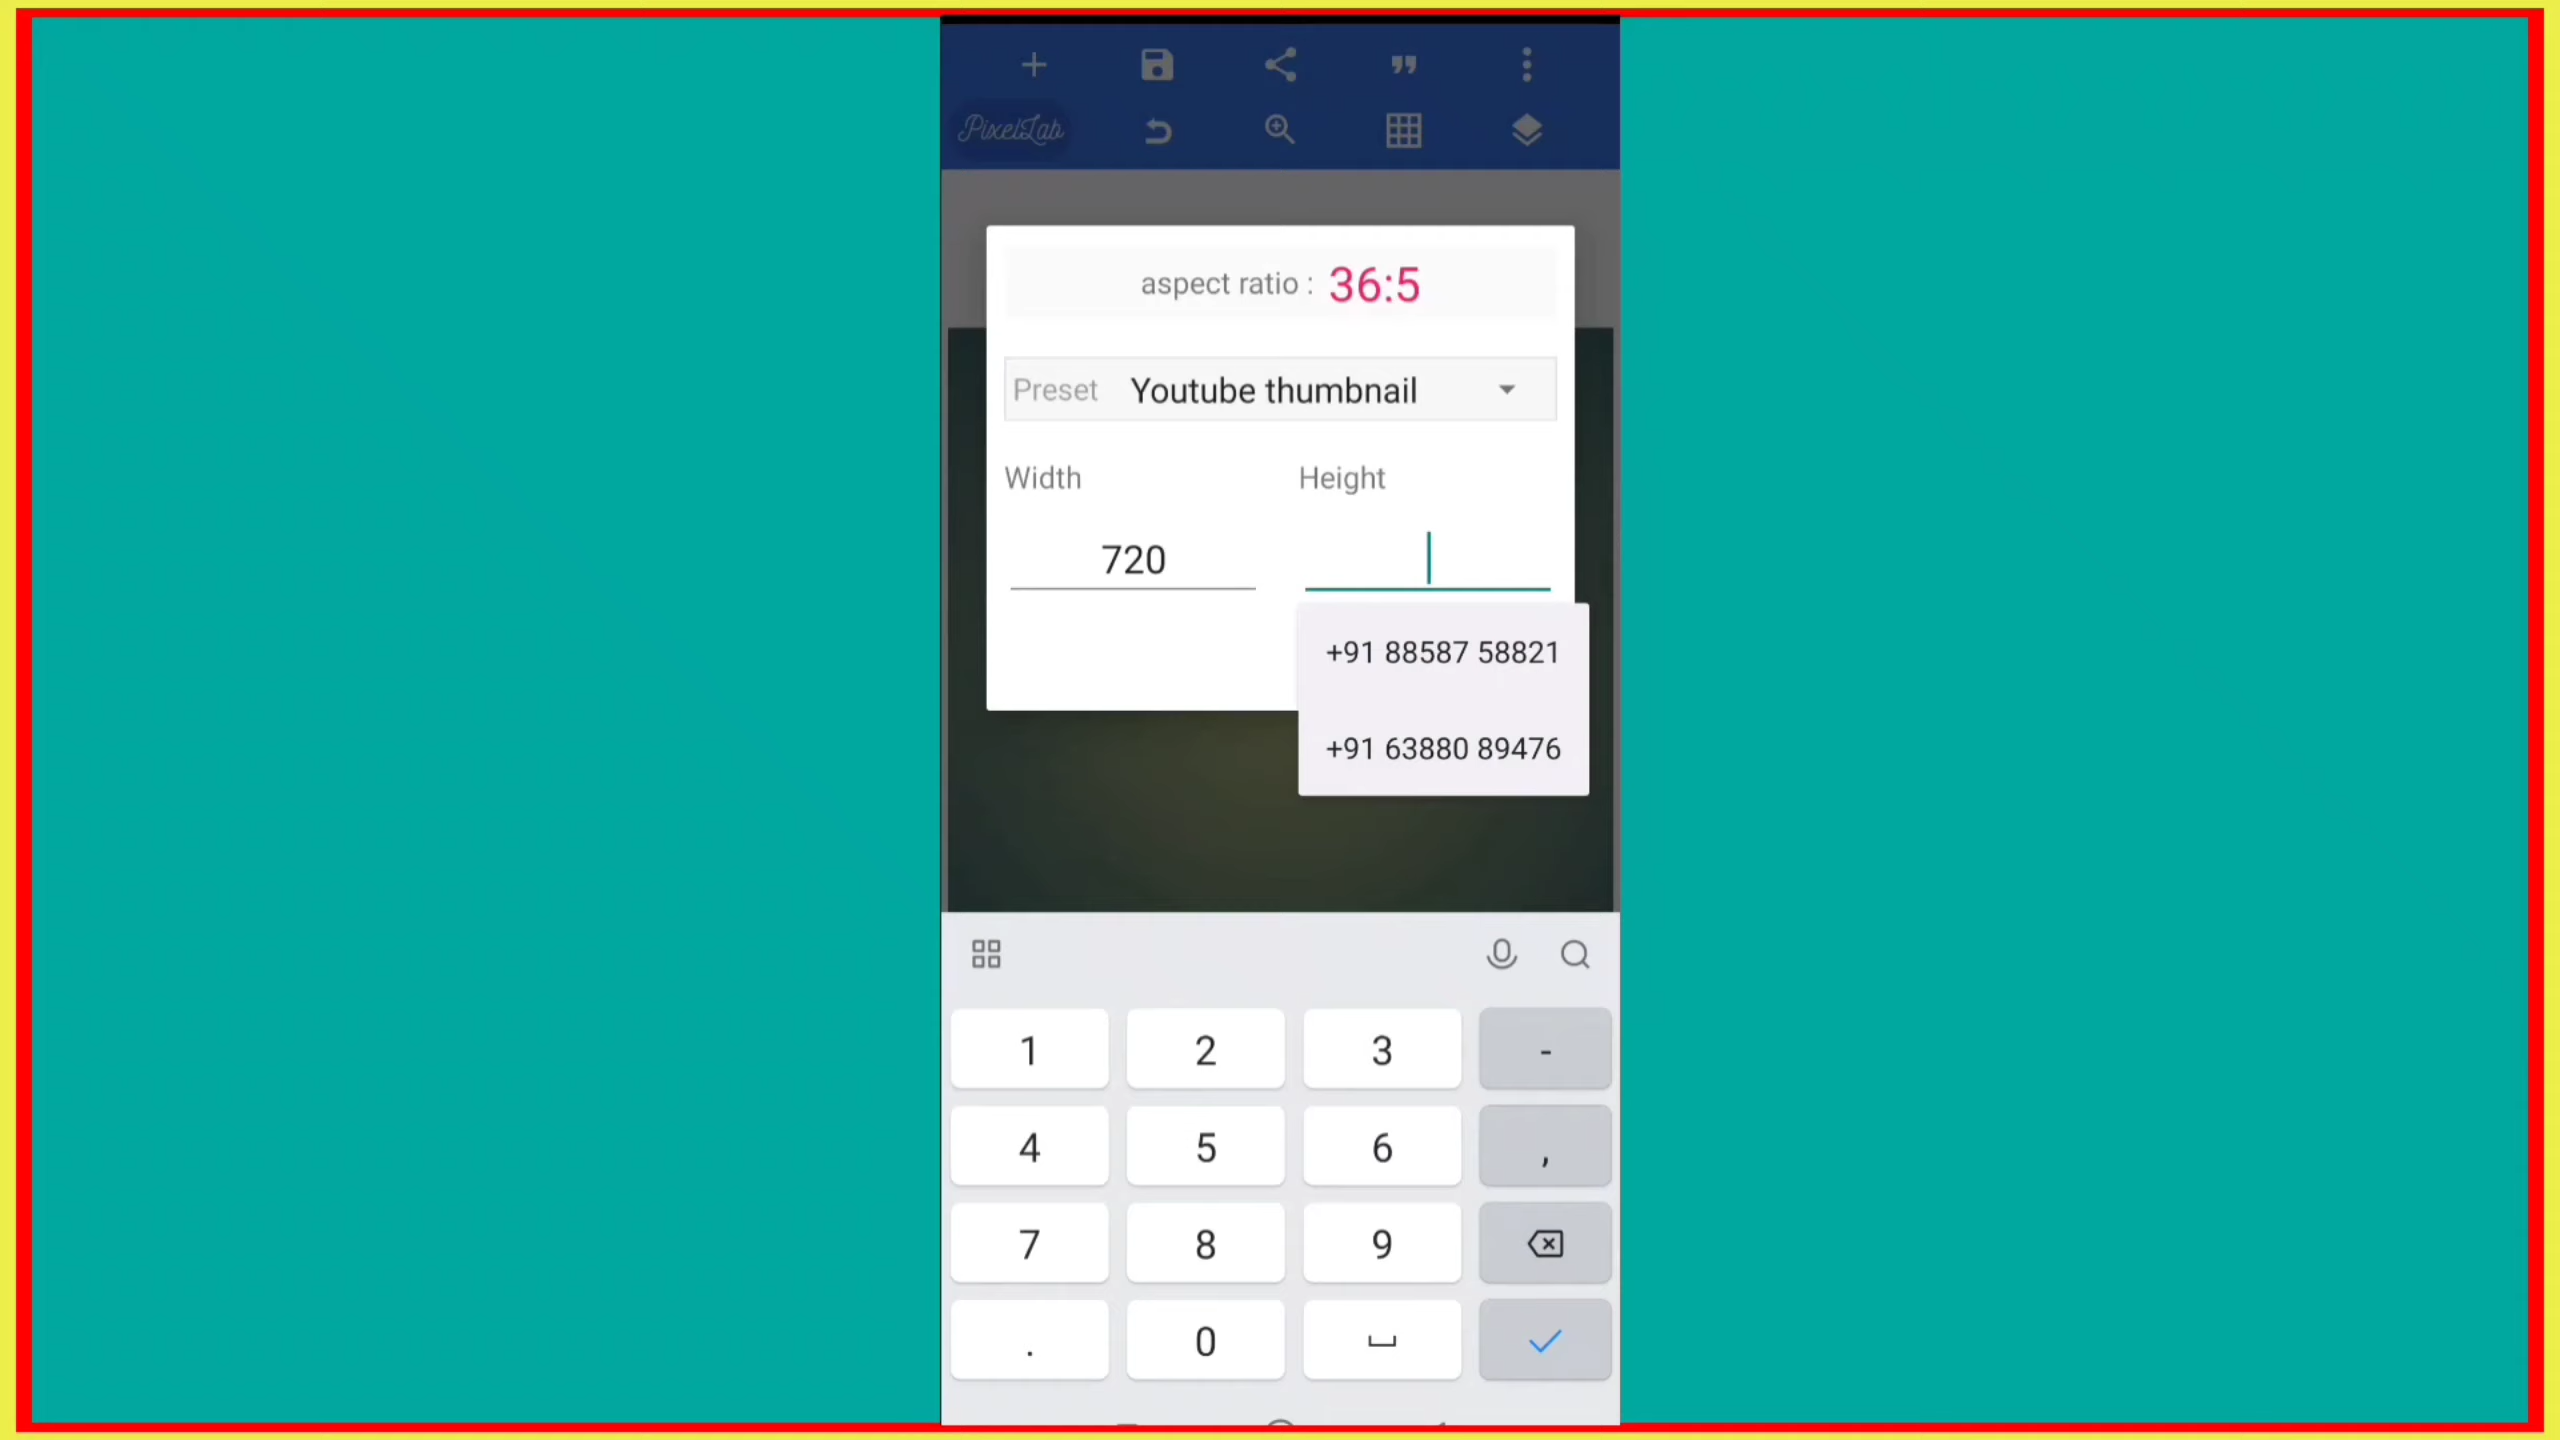 PixelLab
aspect ratio : 36:5
Preset Youtube thumbnail
Width Height
720
+91 88587 58821
+91 63880 89476
1 2 3 -
4 5 6 ,
7 8 9
. 0